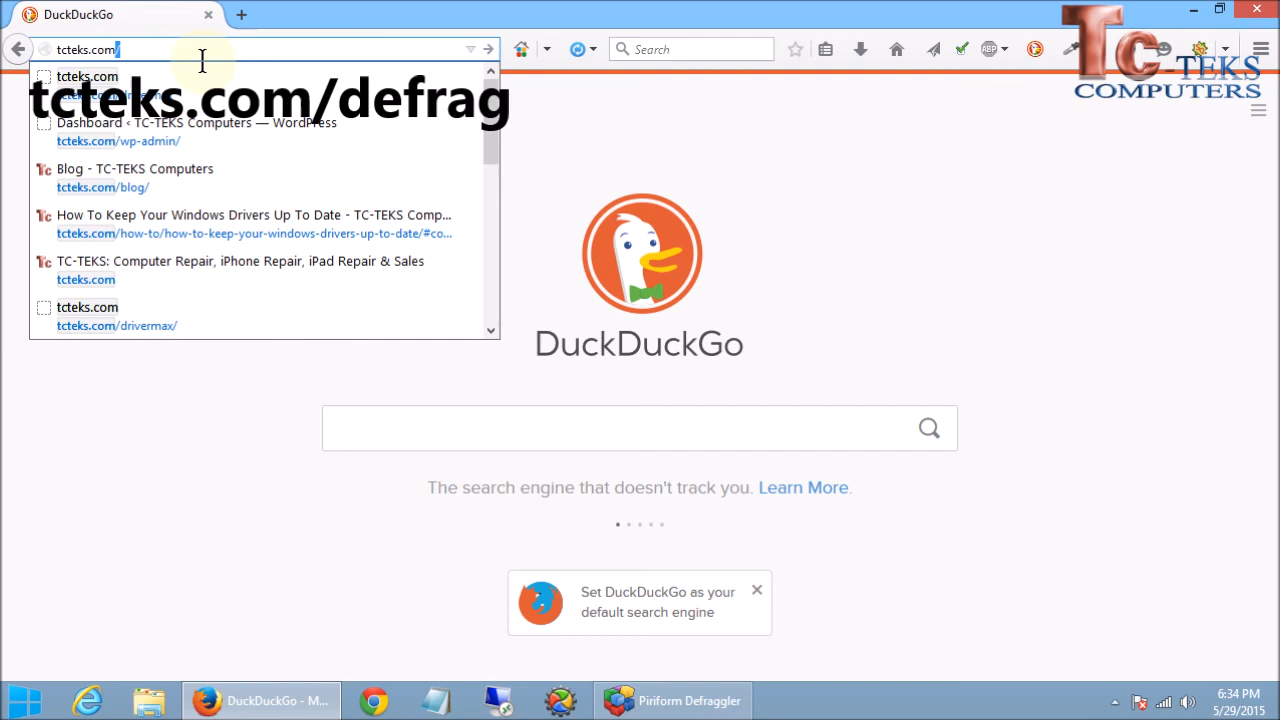 DuckDuckGo
tcteks.com/
Search
ABP
Tc-TEKS
COMPUTERS
tcteks.com
tcteks.com/defrag
Dashboard ‹ TC-TEKS Computers — WordPress
tcteks.com/wp-admin/
Tc Blog - TC-TEKS Computers
tcteks.com/blog/
Tc How To Keep Your Windows Drivers Up To Date - TC-TEKS Comp...
tcteks.com/how-to/how-to-keep-your-windows-drivers-up-to-date/#co...
Tc TC-TEKS: Computer Repair, iPhone Repair, iPad Repair & Sales
tcteks.com
tcteks.com
tcteks.com/drivermax/
DuckDuckGo
The search engine that doesn't track you. Learn More.
Set DuckDuckGo as your
default search engine
DuckDuckGo - M...
Piriform Defraggler
6:34 PM
5/29/2015